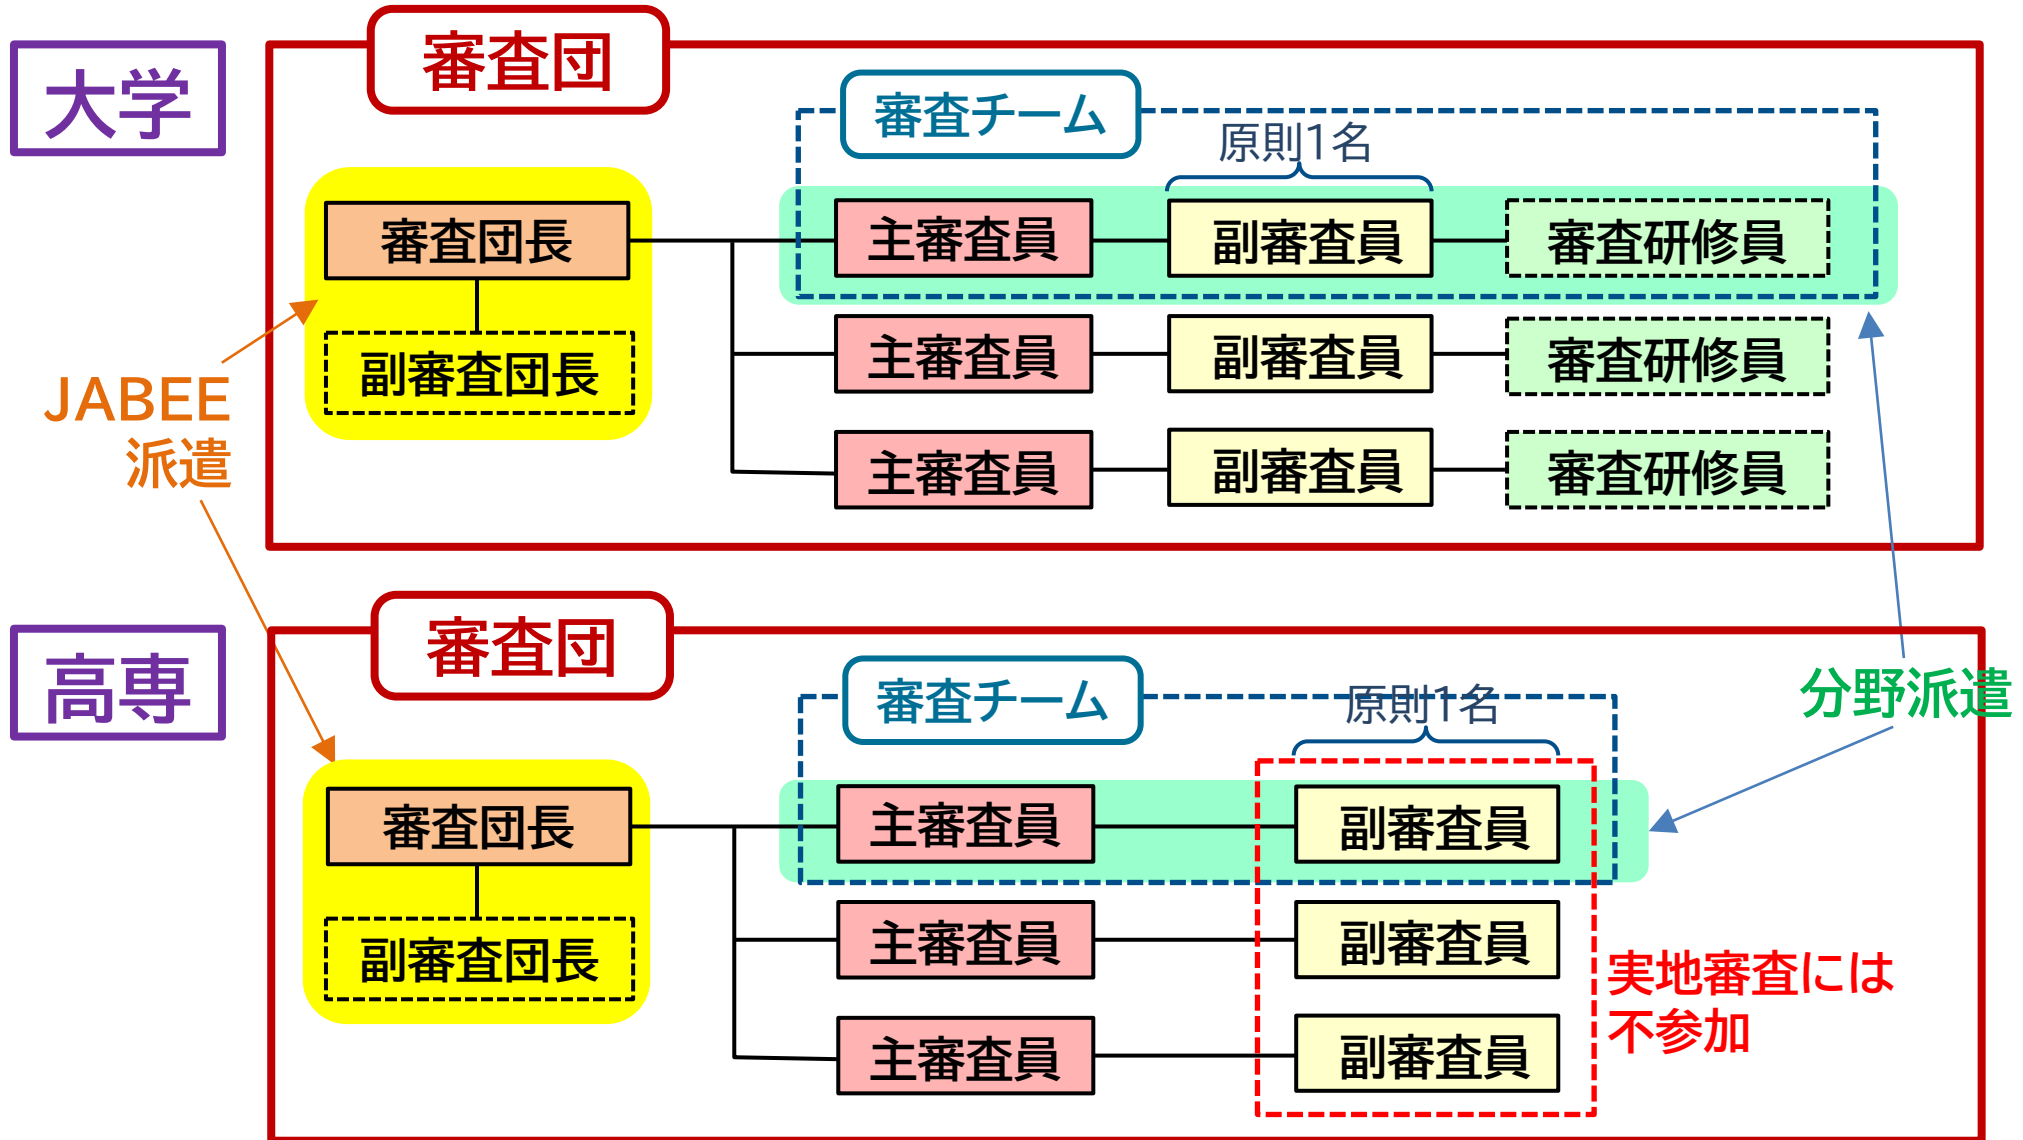 大学
審査団
審査チーム
原則1名
審査団長
主審査員
副審査員
審査研修員
副審査団長
主審査員
副審査員
審査研修員
主審査員
副審査員
審査研修員
JABEE
派遣
高専
審査団
審査チーム
原則1名
分野派遣
審査団長
主審査員
副審査員
副審査団長
主審査員
副審査員
主審査員
副審査員
実地審査には
不参加